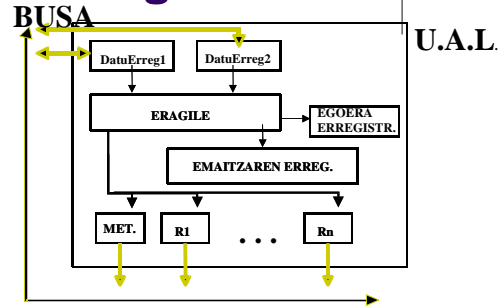 BUSA
U.A.L.
DatuErreg1
DatuErreg2
ERAGILE
EGOERA
ERREGISTR.
EMAITZAREN ERREG.
MET.
R1
...
Rn